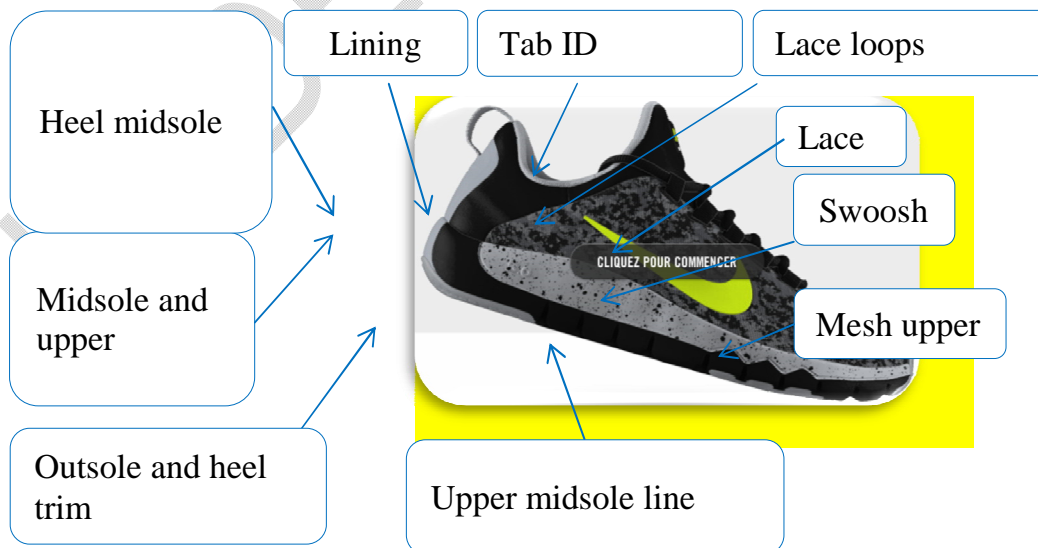 Lining
Tab ID
Lace loops
Heel midsole
Lace
Swoosh
CLIQUEZ POUR COMMENCER
Midsole and
upper
Mesh upper
Outsole and heel
trim
Upper midsole line